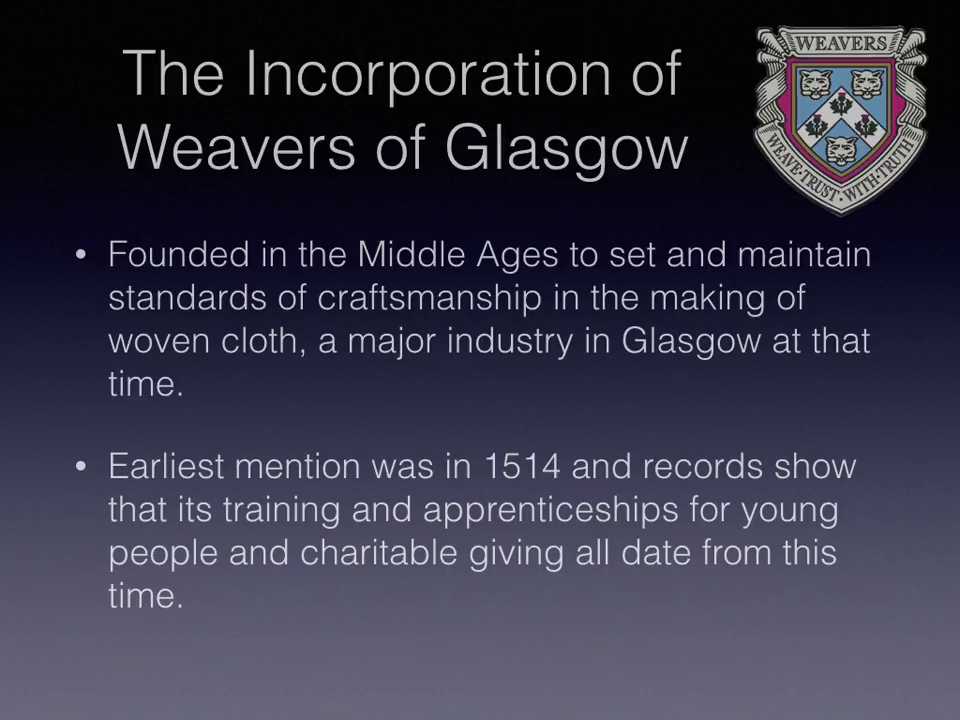 The Incorporation of
Weavers of Glasgow
WEAVERS
WEAVE·TRUST·WITH·TRUTH
• Founded in the Middle Ages to set and maintain
standards of craftsmanship in the making of
woven cloth, a major industry in Glasgow at that
time.
• Earliest mention was in 1514 and records show
that its training and apprenticeships for young
people and charitable giving all date from this
time.